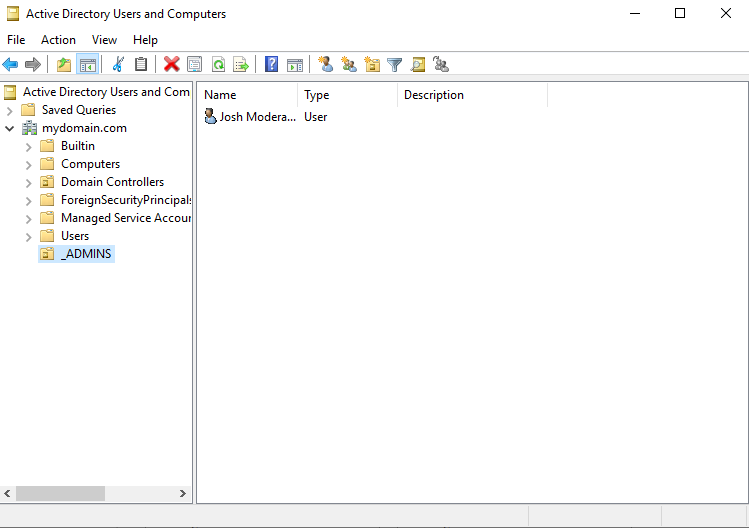 Active Directory Users and Computers
File Action View Help
Active Directory Users and Com
Saved Queries
mydomain.com
Builtin
Computers
Domain Controllers
ForeignSecurityPrincipals
Managed Service Accour
Users
_ADMINS
Name Type Description
Josh Modera... User